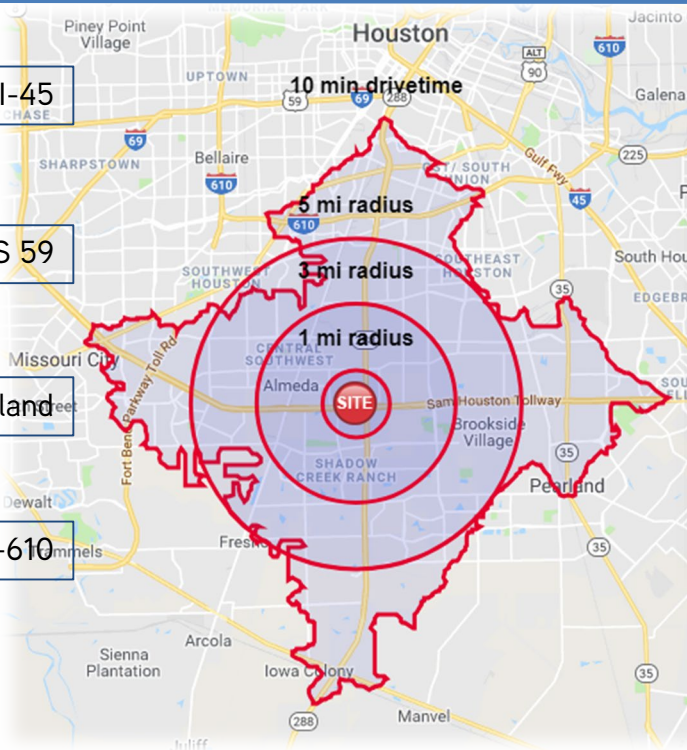 Jacinto
Piney Point
Village
Houston
610
ALT
90
UPTOWN
I-45
10 min drivetime
59
69
288
Galena
CHASE
69
Bellaire
SHARPSTOWN
Gulf Fwy
225
610
45
5 mi radius
610
S 59
South Hou
3 mi radius
SOUTHEAST
HOUSTON
SOUTHWEST
HOUSTON
35
EDGEBR
1 mi radius
CENTRAL
SOUTHWEST
Missouri City
Fort Bend Parkway Toll Rd
Almeda
SITE
Sam Houston Tollway
land
Street
Brookside
Village
35
SHADOW
CREEK RANCH
Pearland
Dewalt
-610
Trammels
Fresno
35
Arcola
Sienna
Plantation
Iowa Colony
35
288
Manvel